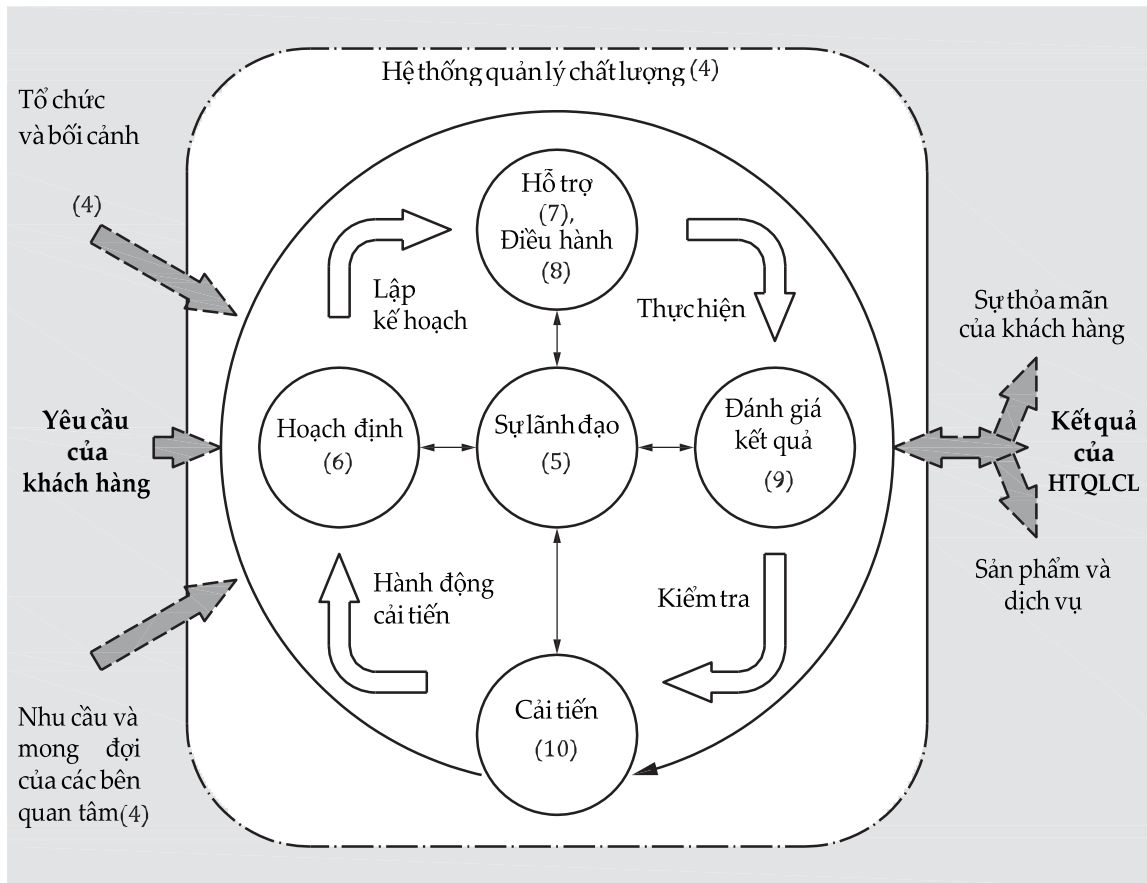 Hệ thống quản lý chất lượng (4)
Tổ chức
và bối cảnh
(4)
Hỗ trợ
(7),
Điều hành
(8)
Lập
kế hoạch
Thực hiện
Sự thỏa mãn
của khách hàng
Yêu cầu
của
khách hàng
Hoạch định
(6)
Sự lãnh đạo
(5)
Đánh giá
kết quả
(9)
Kết quả
của
HTQLCL
Hành động
cải tiến
Kiểm tra
Sản phẩm và
dịch vụ
Cải tiến
(10)
Nhu cầu và
mong đợi
của các bên
quan tâm (4)